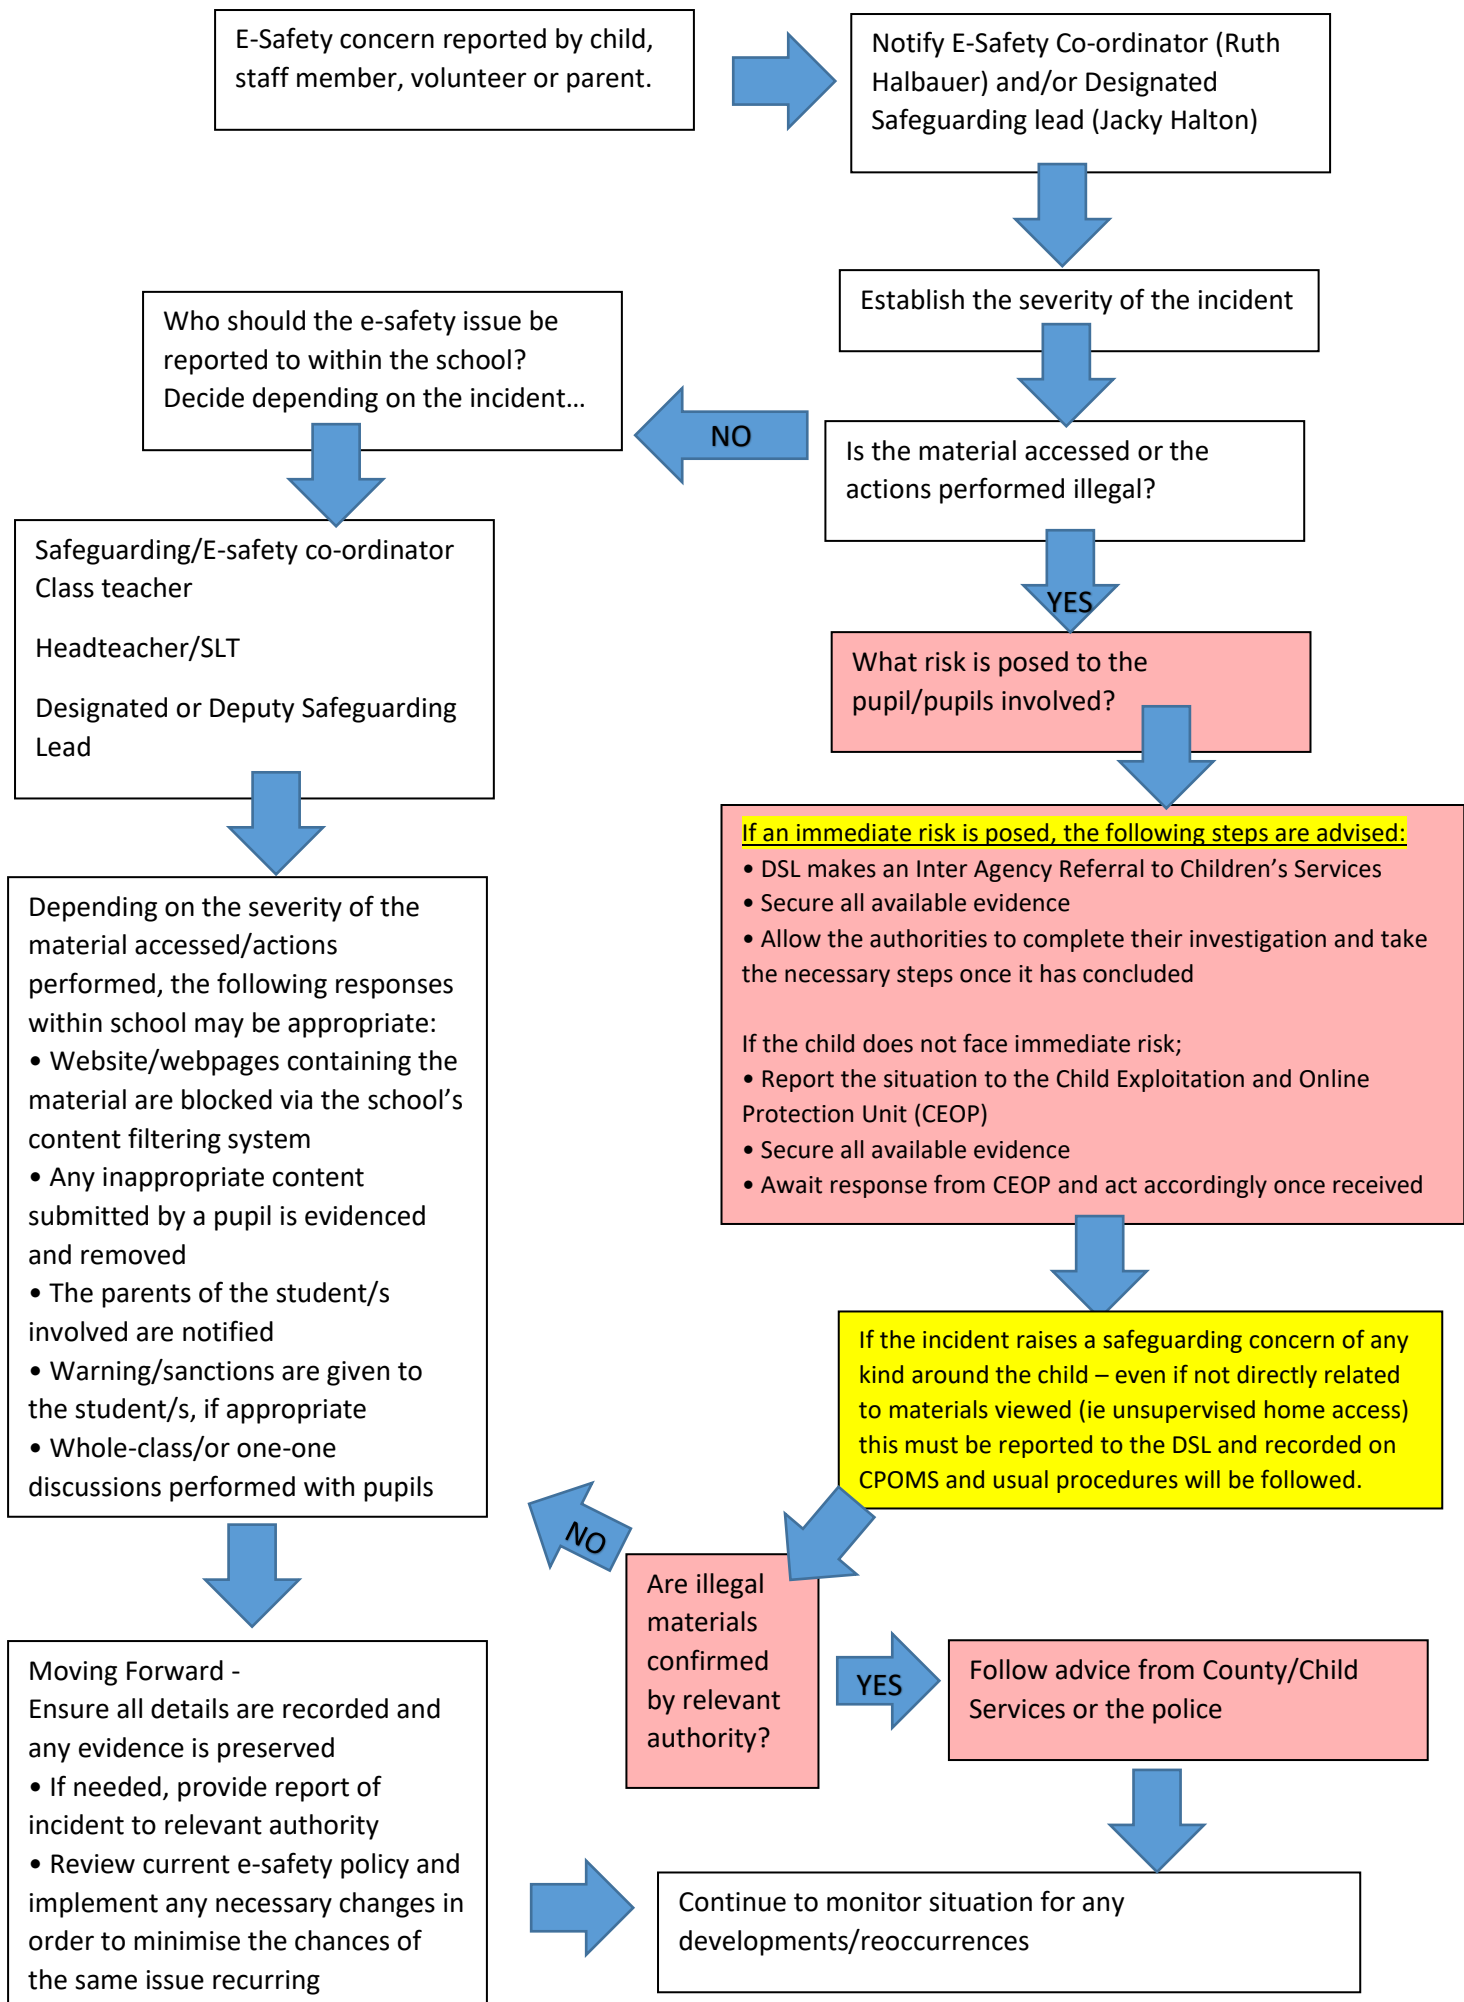 E-Safety concern reported by child,
staff member, volunteer or parent.
Notify E-Safety Co-ordinator (Ruth
Halbauer) and/or Designated
Safeguarding lead (Jacky Halton)
Establish the severity of the incident
Is the material accessed or the
actions performed illegal?
NO
Who should the e-safety issue be
reported to within the school?
Decide depending on the incident…
Safeguarding/E-safety co-ordinator
Class teacher
Headteacher/SLT
Designated or Deputy Safeguarding
Lead
Depending on the severity of the
material accessed/actions
performed, the following responses
within school may be appropriate:
• Website/webpages containing the
material are blocked via the school’s
content filtering system
• Any inappropriate content
submitted by a pupil is evidenced
and removed
• The parents of the student/s
involved are notified
• Warning/sanctions are given to
the student/s, if appropriate
• Whole-class/or one-one
discussions performed with pupils
Moving Forward -
Ensure all details are recorded and
any evidence is preserved
• If needed, provide report of
incident to relevant authority
• Review current e-safety policy and
implement any necessary changes in
order to minimise the chances of
the same issue recurring
YES
What risk is posed to the
pupil/pupils involved?
If an immediate risk is posed, the following steps are advised:
• DSL makes an Inter Agency Referral to Children’s Services
• Secure all available evidence
• Allow the authorities to complete their investigation and take
the necessary steps once it has concluded
If the child does not face immediate risk;
• Report the situation to the Child Exploitation and Online
Protection Unit (CEOP)
• Secure all available evidence
• Await response from CEOP and act accordingly once received
If the incident raises a safeguarding concern of any
kind around the child – even if not directly related
to materials viewed (ie unsupervised home access)
this must be reported to the DSL and recorded on
CPOMS and usual procedures will be followed.
Are illegal
materials
confirmed
by relevant
authority?
NO
YES
Follow advice from County/Child
Services or the police
Continue to monitor situation for any
developments/reoccurrences